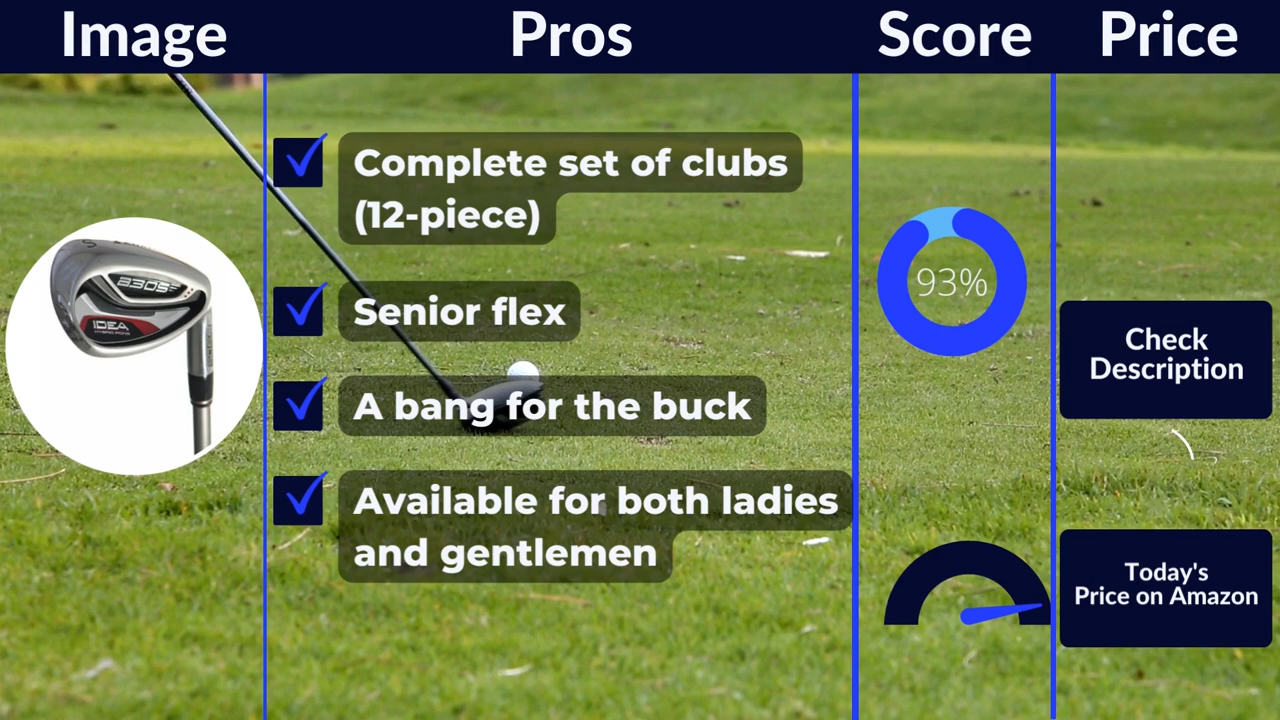 Image
Pros
Score
Price
Complete set of clubs
(12-piece)
Senior flex
A bang for the buck
Available for both ladies
and gentlemen
IDEA
93%
Check
Description
Today's
Price on Amazon